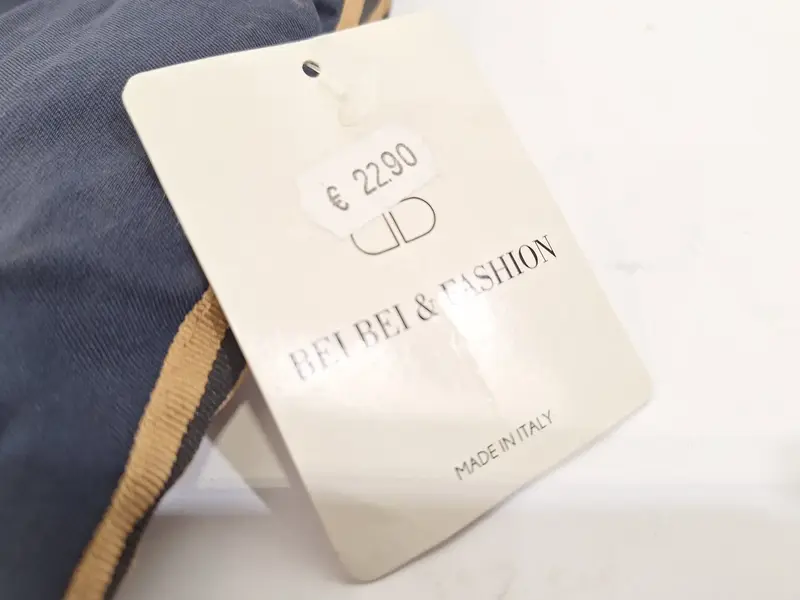 € 22.90
BEI BEI & FASHION
MADE IN ITALY